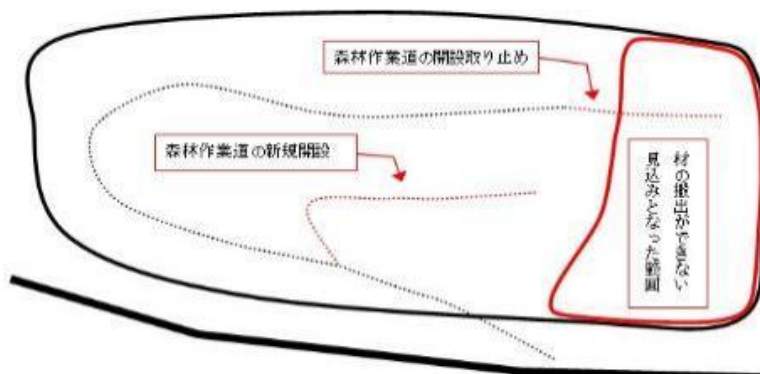 森林作業道の開設取り止め
森林作業道の新規開設
材の搬出ができない
見込みとなった範囲